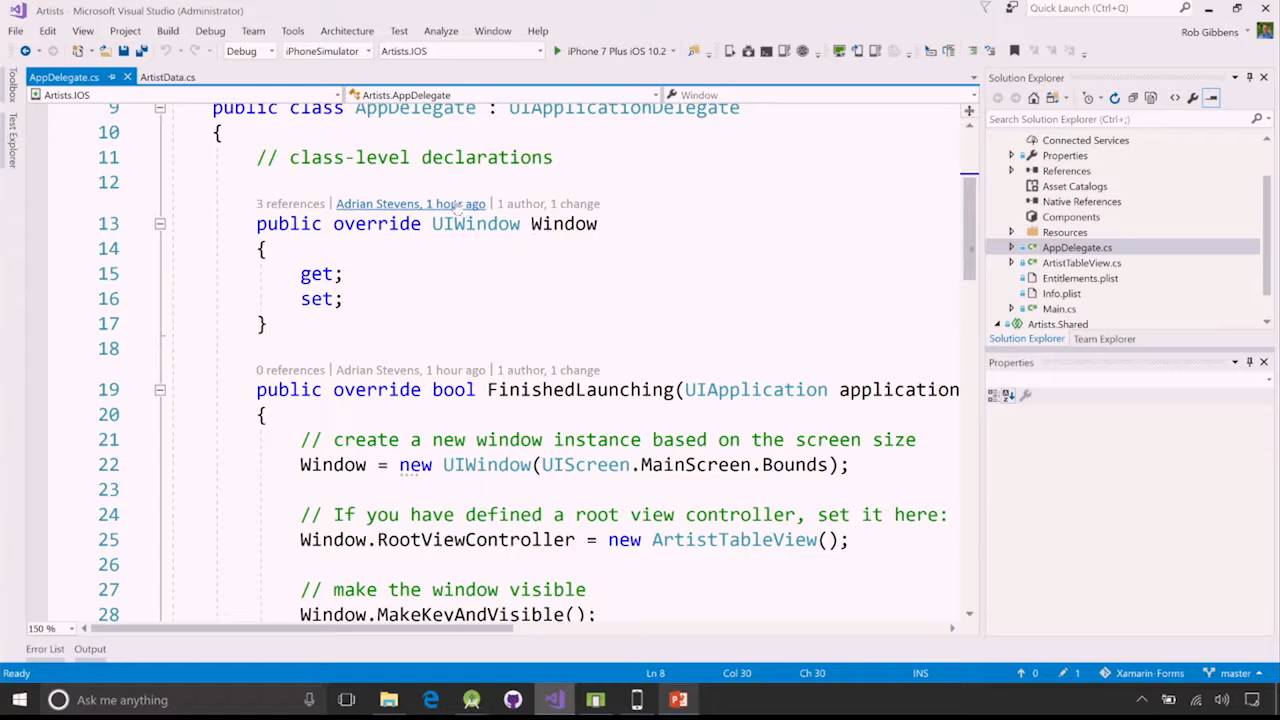 Artists - Microsoft Visual Studio (Administrator)
Quick Launch (Ctrl+Q)
File Edit View Project Build Debug Team Tools Architecture Test Analyze Window Help
Rob Gibbens
Debug iPhoneSimulator Artists.IOS iPhone 7 Plus iOS 10.2
Toolbox
Test Explorer
AppDelegate.cs ArtistData.cs
Artists.IOS Artists.AppDelegate Window
9 public class AppDelegate : UIApplicationDelegate
10 {
11 // class-level declarations
12
3 references | Adrian Stevens, 1 hour ago | 1 author, 1 change
13 public override UIWindow Window
14 {
15 get;
16 set;
17 }
18
0 references | Adrian Stevens, 1 hour ago | 1 author, 1 change
19 public override bool FinishedLaunching(UIApplication application
20 {
21 // create a new window instance based on the screen size
22 Window = new UIWindow(UIScreen.MainScreen.Bounds);
23
24 // If you have defined a root view controller, set it here:
25 Window.RootViewController = new ArtistTableView();
26
27 // make the window visible
28 Window.MakeKeyAndVisible();
150 %
Error List Output
Solution Explorer
Search Solution Explorer (Ctrl+;)
Connected Services
Properties
References
Asset Catalogs
Native References
Components
Resources
AppDelegate.cs
ArtistTableView.cs
Entitlements.plist
Info.plist
Main.cs
Artists.Shared
Solution Explorer Team Explorer
Properties
Ready Ln 8 Col 30 Ch 30 INS 0 1 Xamarin Forms master
Ask me anything